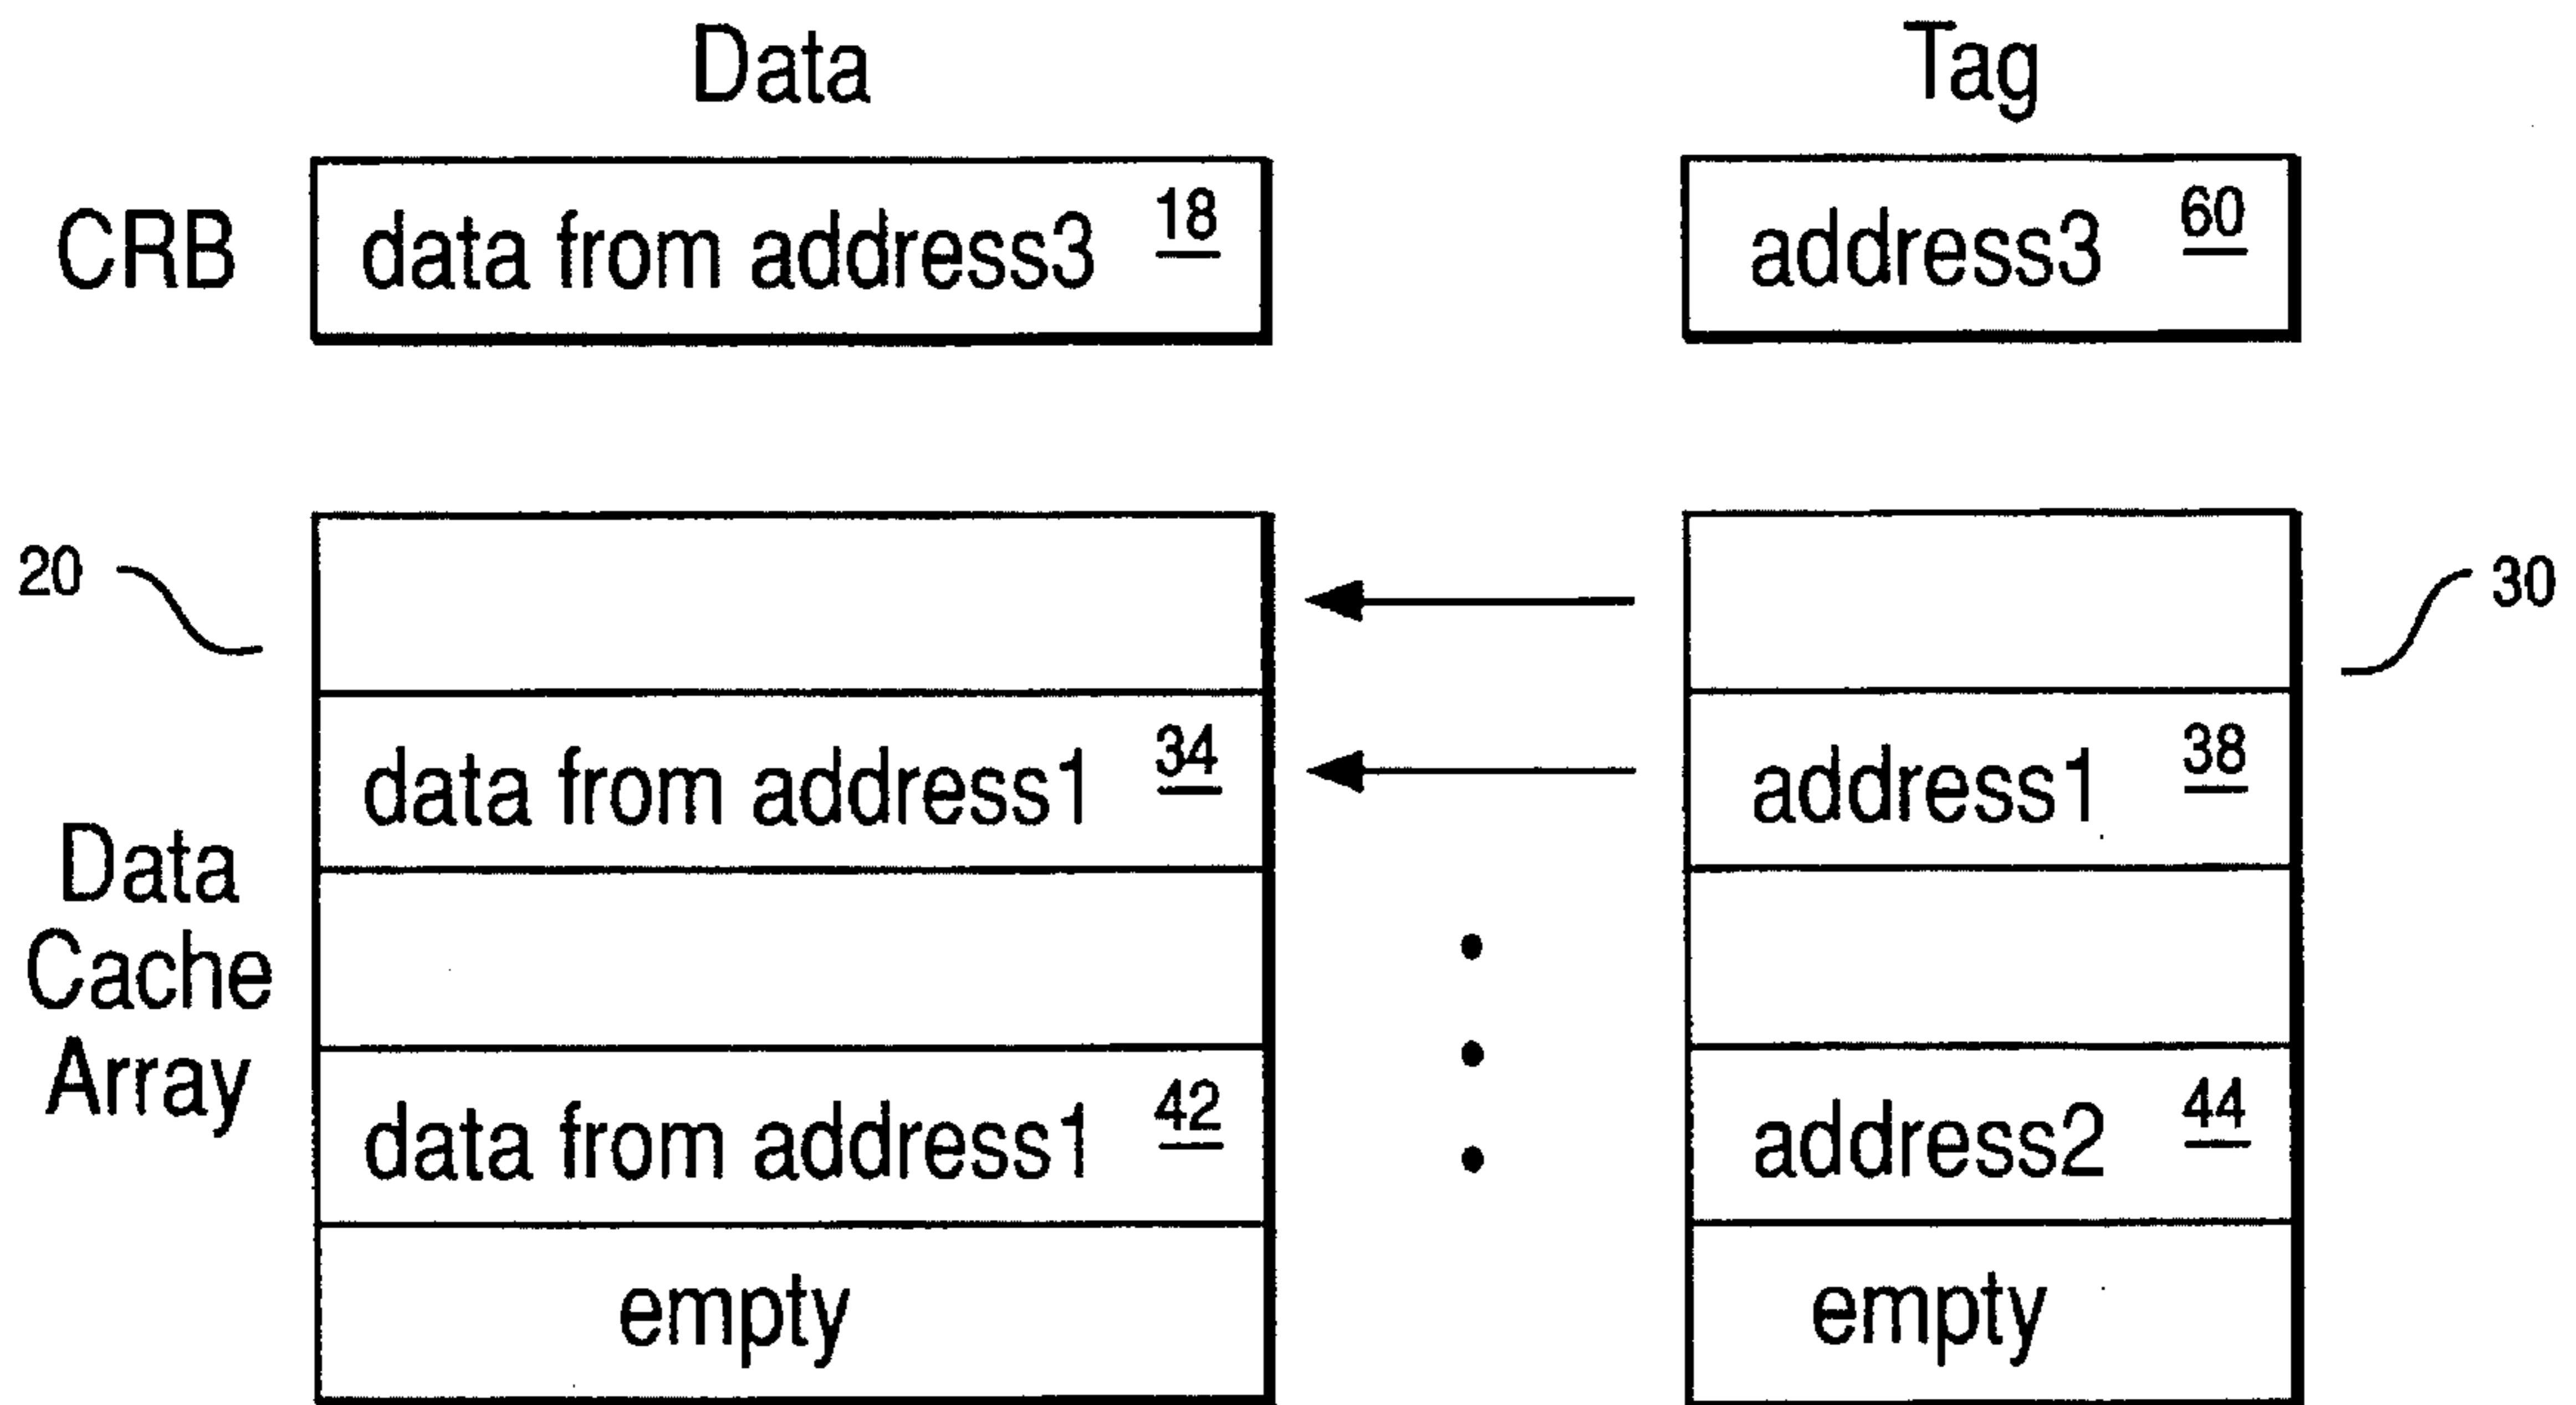 Data Tag
CRB data from address3 18 address3 60
20 30
data from address1 34 address1 38
Data
Cache
Array
data from address1 42 address2 44
empty empty